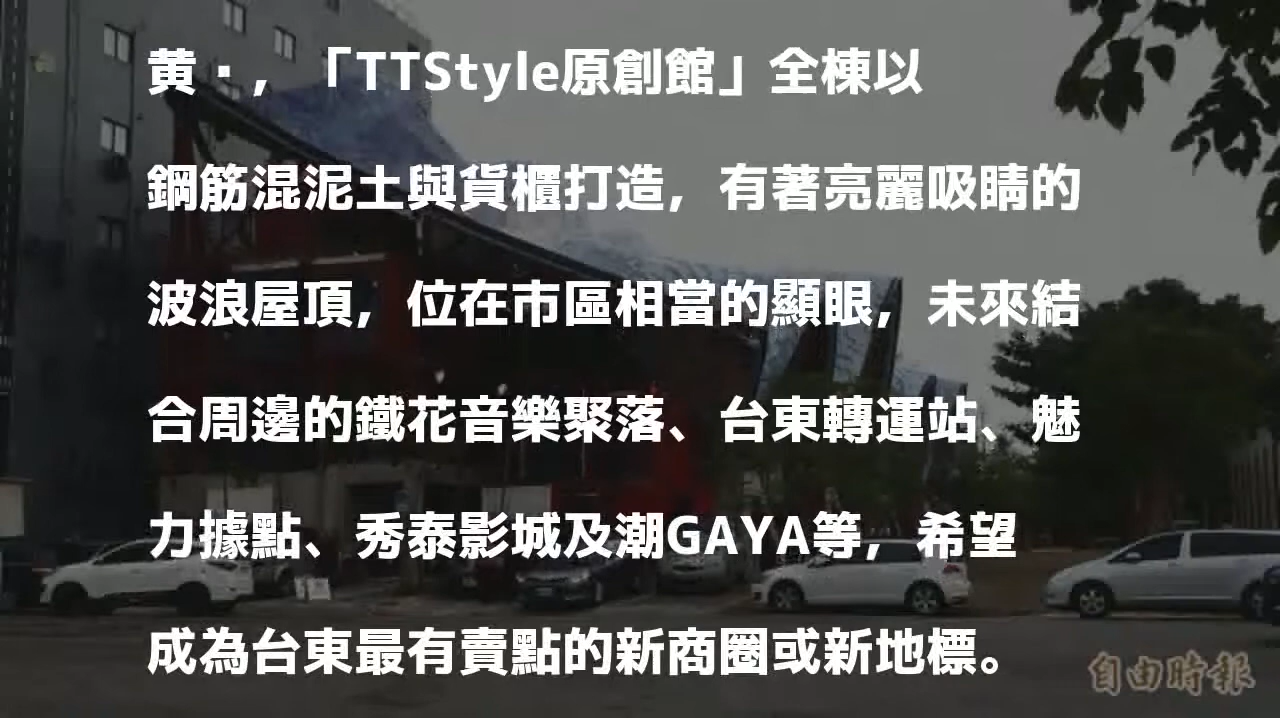 黄·，「TTStyle原創館」全棟以
鋼筋混泥土與貨櫃打造，有著亮麗吸睛的
波浪屋頂，位在市區相當的顯眼，未來結
合周邊的鐵花音樂聚落、台東轉運站、魅
力據點、秀泰影城及潮GAYA等，希望
成為台東最有賣點的新商圈或新地標。
自由時報